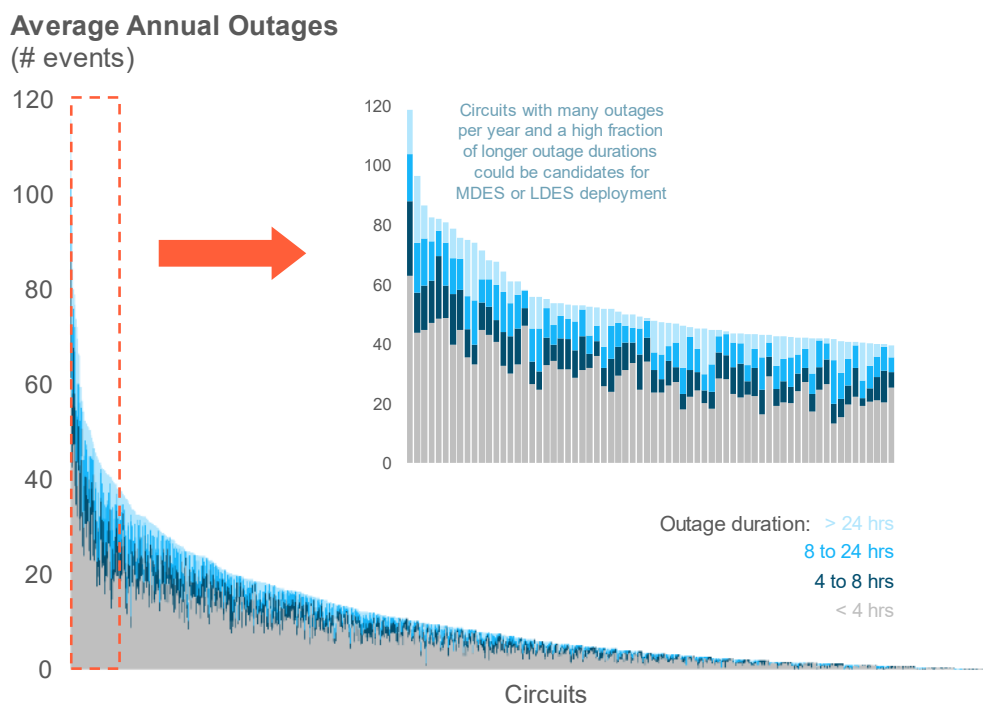 Average Annual Outages
(# events)
120
100
80
60
40
20
0
Circuits
120
100
80
60
40
20
0
Circuits with many outages
per year and a high fraction
of longer outage durations
could be candidates for
MDES or LDES deployment
Outage duration: > 24 hrs
8 to 24 hrs
4 to 8 hrs
< 4 hrs